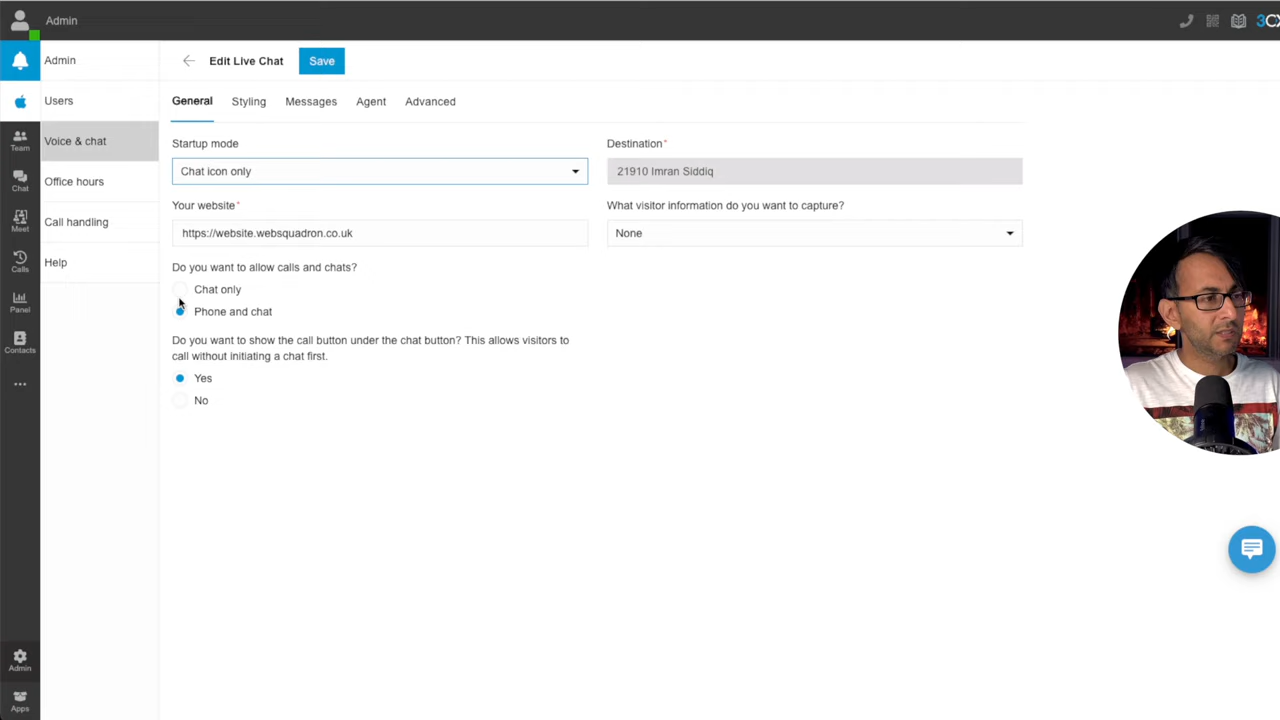 Admin
3CX
Admin
Users
Voice & chat
Office hours
Call handling
Help
Team
Chat
Meet
Calls
Panel
Contacts
Admin
Apps
Edit Live Chat
Save
General
Styling
Messages
Agent
Advanced
Startup mode
Chat icon only
Destination*
21910 Imran Siddiq
Your website*
https://website.websquadron.co.uk
What visitor information do you want to capture?
None
Do you want to allow calls and chats?
Chat only
Phone and chat
Do you want to show the call button under the chat button? This allows visitors to
call without initiating a chat first.
Yes
No